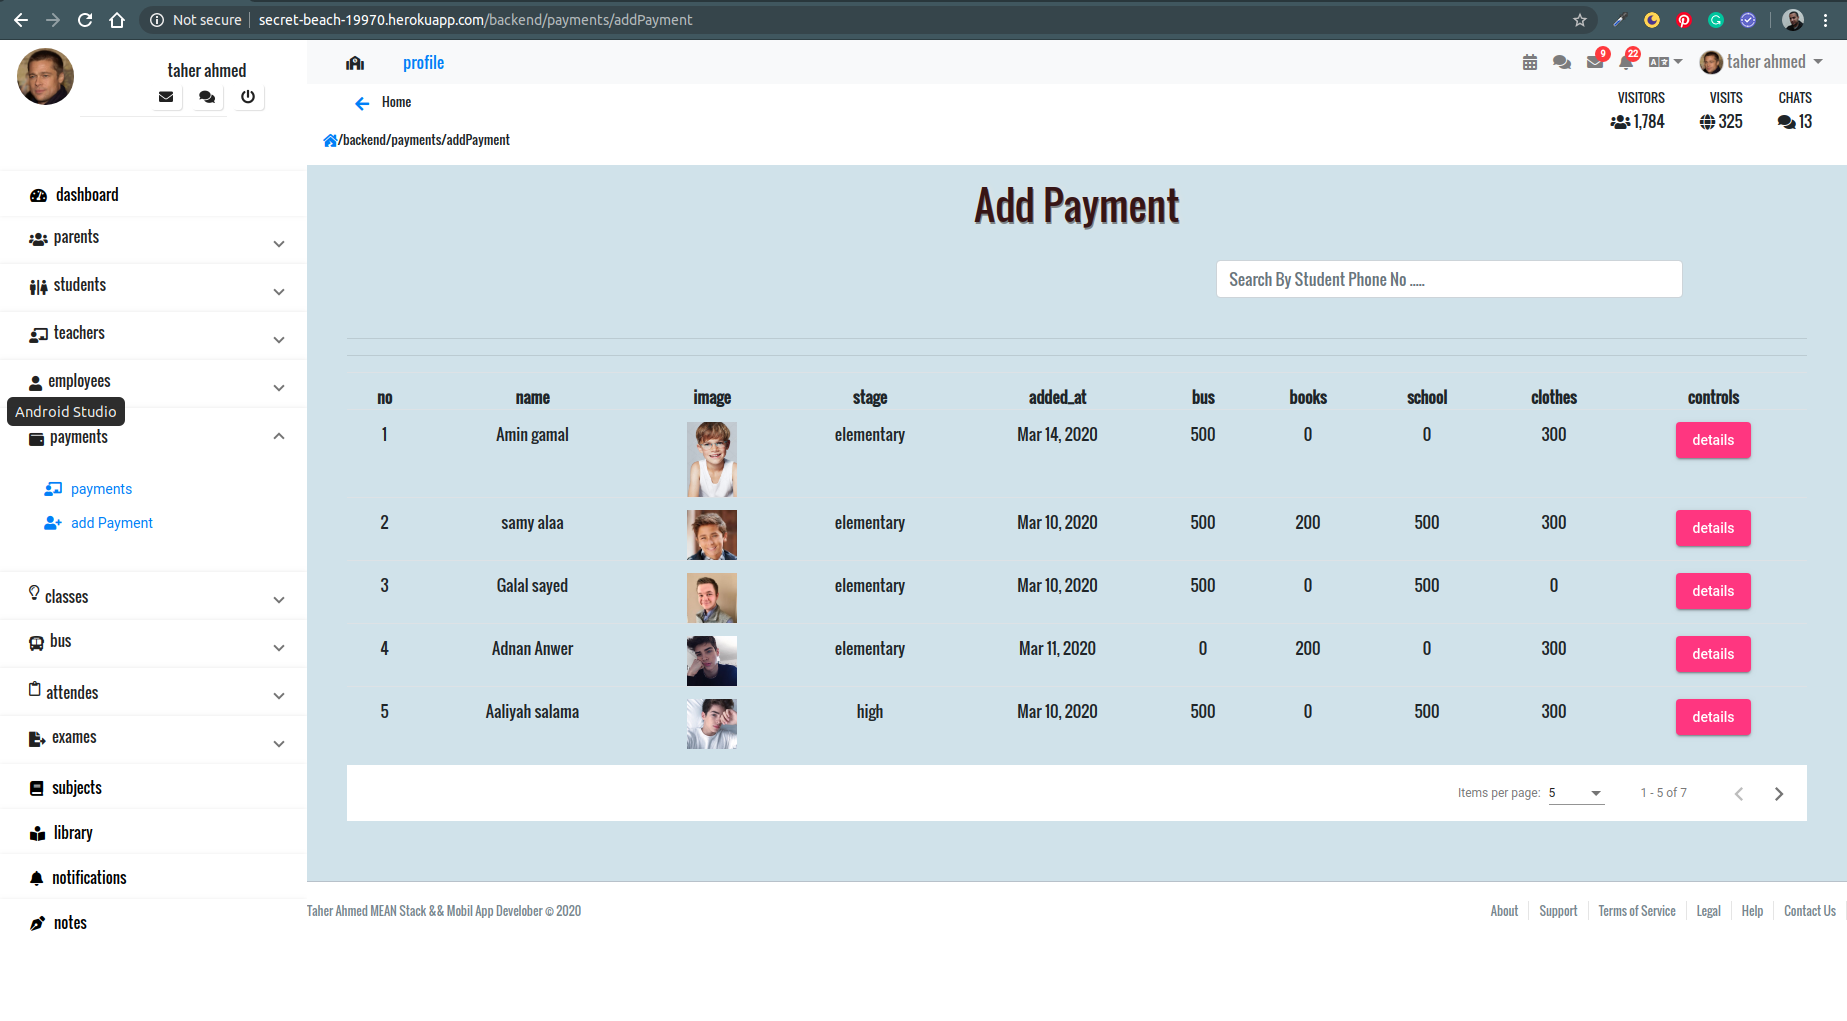 Not secure secret-beach-19970.herokuapp.com/backend/payments/addPayment
taher ahmed
profile
9
22
taher ahmed
Home
VISITORS VISITS CHATS
1,784 325 13
/backend/payments/addPayment
dashboard
parents
students
teachers
employees
Android Studio
payments
payments
add Payment
classes
bus
attendes
exames
subjects
library
notifications
notes
Add Payment
Search By Student Phone No .....
no name image stage added_at bus books school clothes controls
1 Amin gamal elementary Mar 14, 2020 500 0 0 300 details
2 samy alaa elementary Mar 10, 2020 500 200 500 300 details
3 Galal sayed elementary Mar 10, 2020 500 0 500 0 details
4 Adnan Anwer elementary Mar 11, 2020 0 200 0 300 details
5 Aaliyah salama high Mar 10, 2020 500 0 500 300 details
Items per page: 5 1 - 5 of 7
Taher Ahmed MEAN Stack && Mobil App Develober © 2020
About Support Terms of Service Legal Help Contact Us